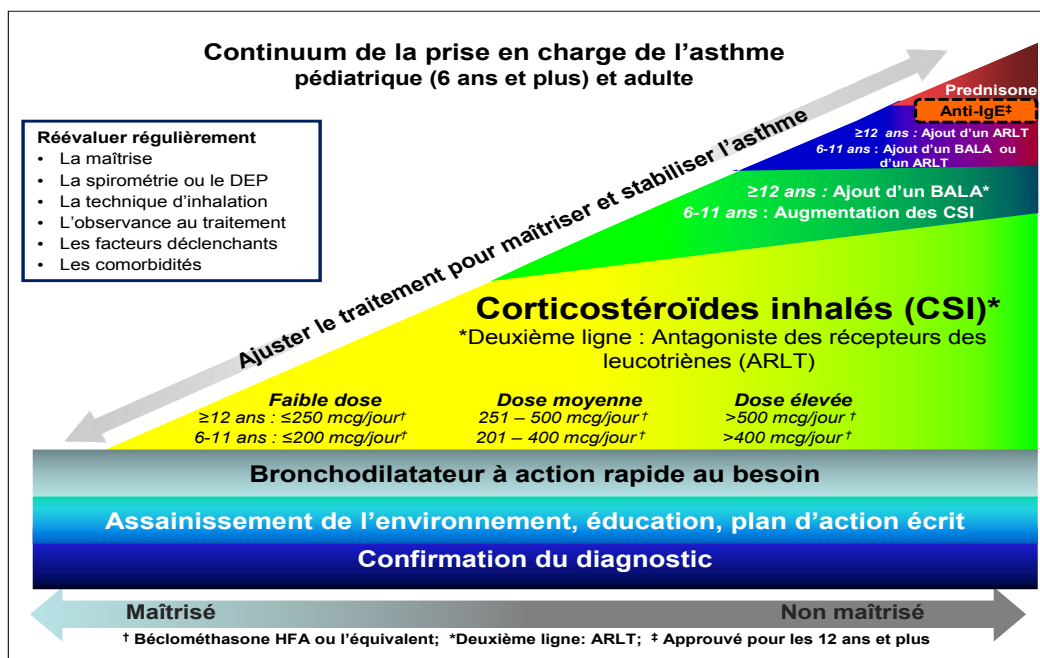 Continuum de la prise en charge de l’asthme
pédiatrique (6 ans et plus) et adulte
Réévaluer régulièrement
• La maîtrise
• La spirométrie ou le DEP
• La technique d’inhalation
• L’observance au traitement
• Les facteurs déclenchants
• Les comorbidités
Ajuster le traitement pour maîtriser et stabiliser l’asthme
Prednisone
Anti-IgE‡
≥12 ans : Ajout d’un ARLT
6-11 ans : Ajout d’un BALA ou
d’un ARLT
≥12 ans : Ajout d’un BALA*
6-11 ans : Augmentation des CSI
Corticostéroïdes inhalés (CSI)*
*Deuxième ligne : Antagoniste des récepteurs des
leucotriènes (ARLT)
Faible dose Dose moyenne Dose élevée
≥12 ans : ≤250 mcg/jour† 251 – 500 mcg/jour† >500 mcg/jour †
6-11 ans : ≤200 mcg/jour† 201 – 400 mcg/jour† >400 mcg/jour †
Bronchodilatateur à action rapide au besoin
Assainissement de l’environnement, éducation, plan d’action écrit
Confirmation du diagnostic
Maîtrisé Non maîtrisé
† Béclométhasone HFA ou l’équivalent; *Deuxième ligne: ARLT; ‡ Approuvé pour les 12 ans et plus